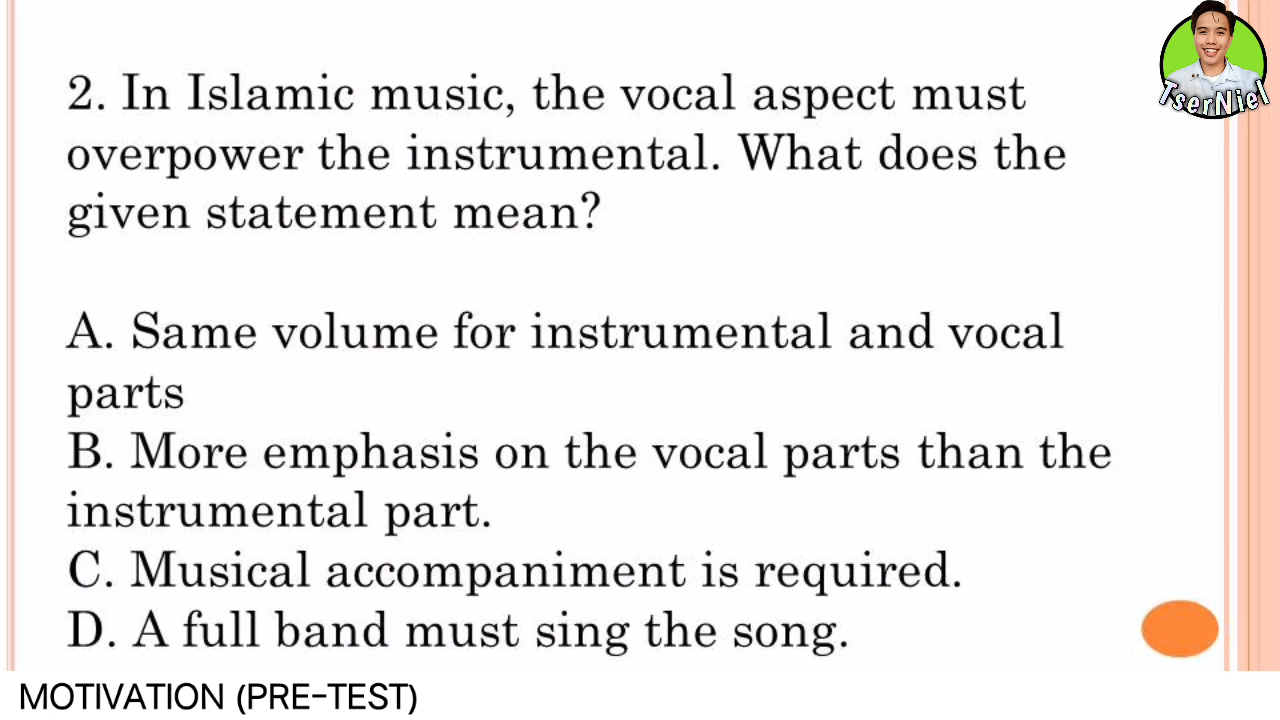 TserNiel
2. In Islamic music, the vocal aspect must
overpower the instrumental. What does the
given statement mean?
A. Same volume for instrumental and vocal
parts
B. More emphasis on the vocal parts than the
instrumental part.
C. Musical accompaniment is required.
D. A full band must sing the song.
MOTIVATION (PRE-TEST)